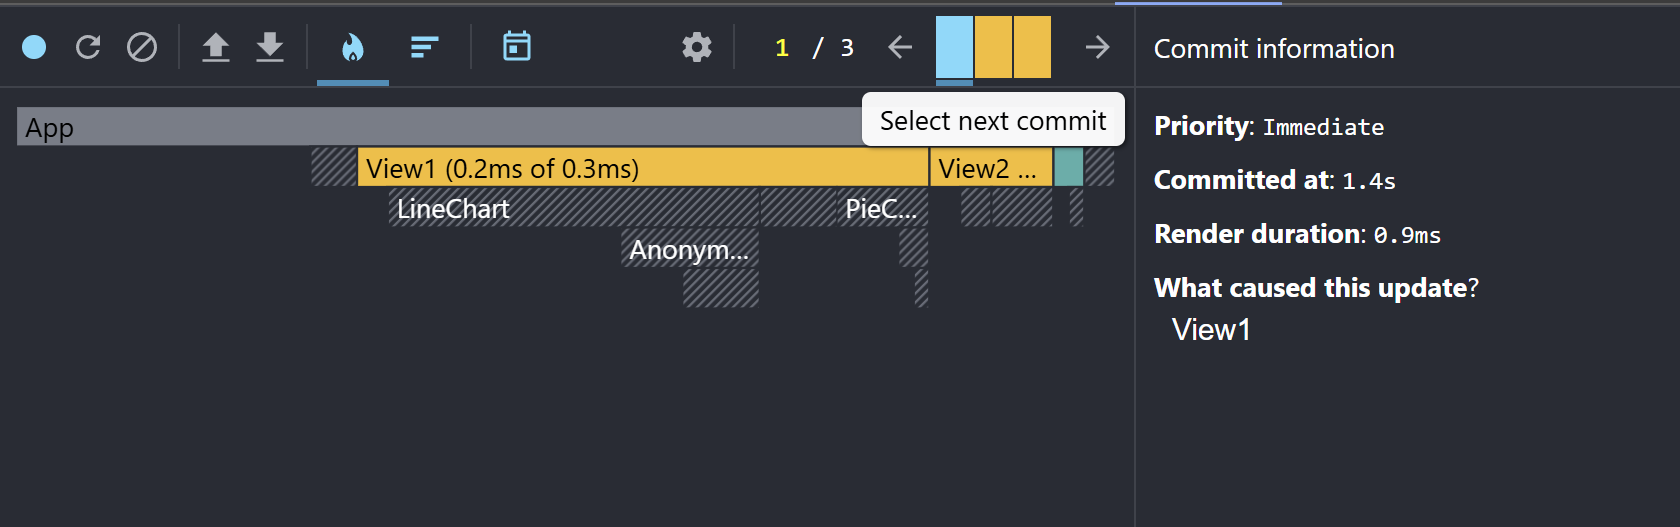 1 / 3
Commit information
App
Select next commit
Priority: Immediate
View1 (0.2ms of 0.3ms)
View2 ...
Committed at: 1.4s
LineChart
PieC...
Render duration: 0.9ms
Anonym...
What caused this update?
View1